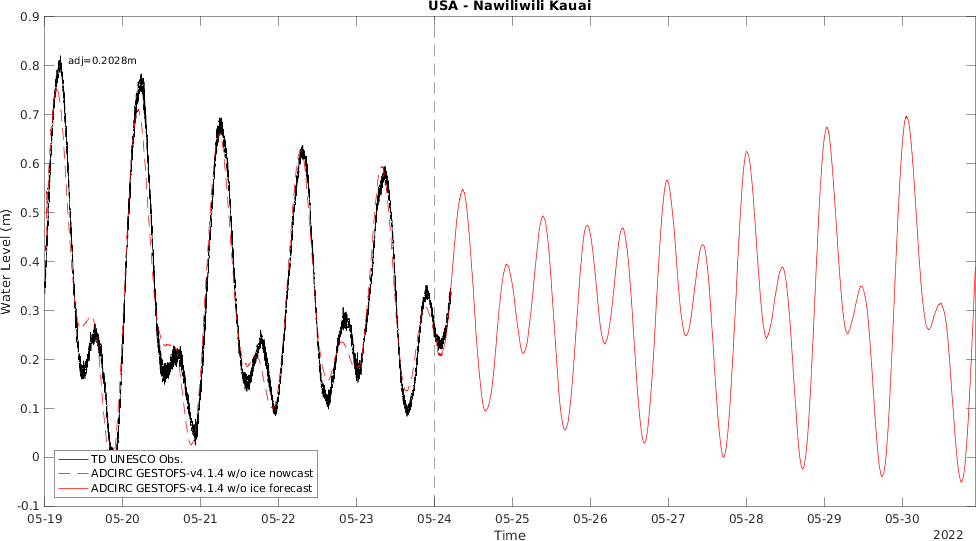 USA - Nawiliwili Kauai
0.9
0.8
0.7
0.6
0.5
0.4
0.3
0.2
0.1
0
-0.1
Water Level (m)
adj=0.2028m
TD UNESCO Obs.
ADCIRC GESTOFS-v4.1.4 w/o ice nowcast
ADCIRC GESTOFS-v4.1.4 w/o ice forecast
05-19 05-20 05-21 05-22 05-23 05-24 05-25 05-26 05-27 05-28 05-29 05-30
Time
2022